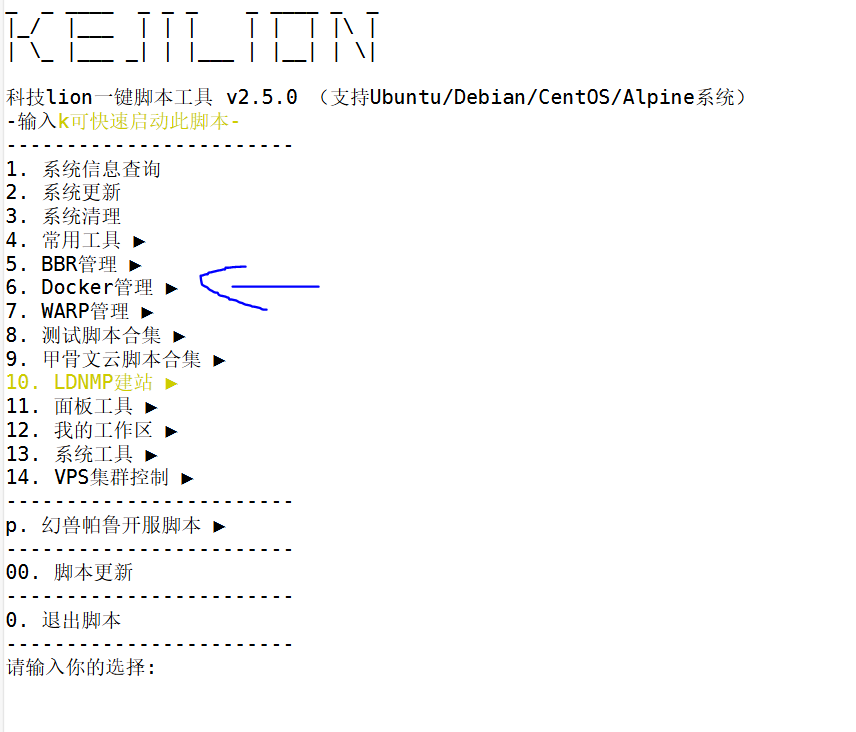 KEJILION
科技lion一键脚本工具 v2.5.0 （支持Ubuntu/Debian/CentOS/Alpine系统）
-输入k可快速启动此脚本-
------------------------
1. 系统信息查询
2. 系统更新
3. 系统清理
4. 常用工具 ▶
5. BBR管理 ▶
6. Docker管理 ▶
7. WARP管理 ▶
8. 测试脚本合集 ▶
9. 甲骨文云脚本合集 ▶
10. LDNMP建站 ▶
11. 面板工具 ▶
12. 我的工作区 ▶
13. 系统工具 ▶
14. VPS集群控制 ▶
------------------------
p. 幻兽帕鲁开服脚本 ▶
------------------------
00. 脚本更新
------------------------
0. 退出脚本
------------------------
请输入你的选择: